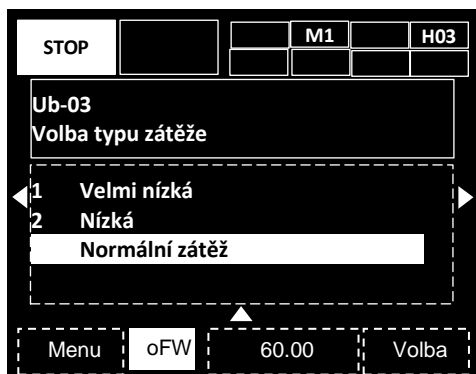 STOP M1 H03
Ub-03
Volba typu zátěže
1 Velmi nízká
2 Nízká
Normální zátěž
Menu oFW 60.00 Volba